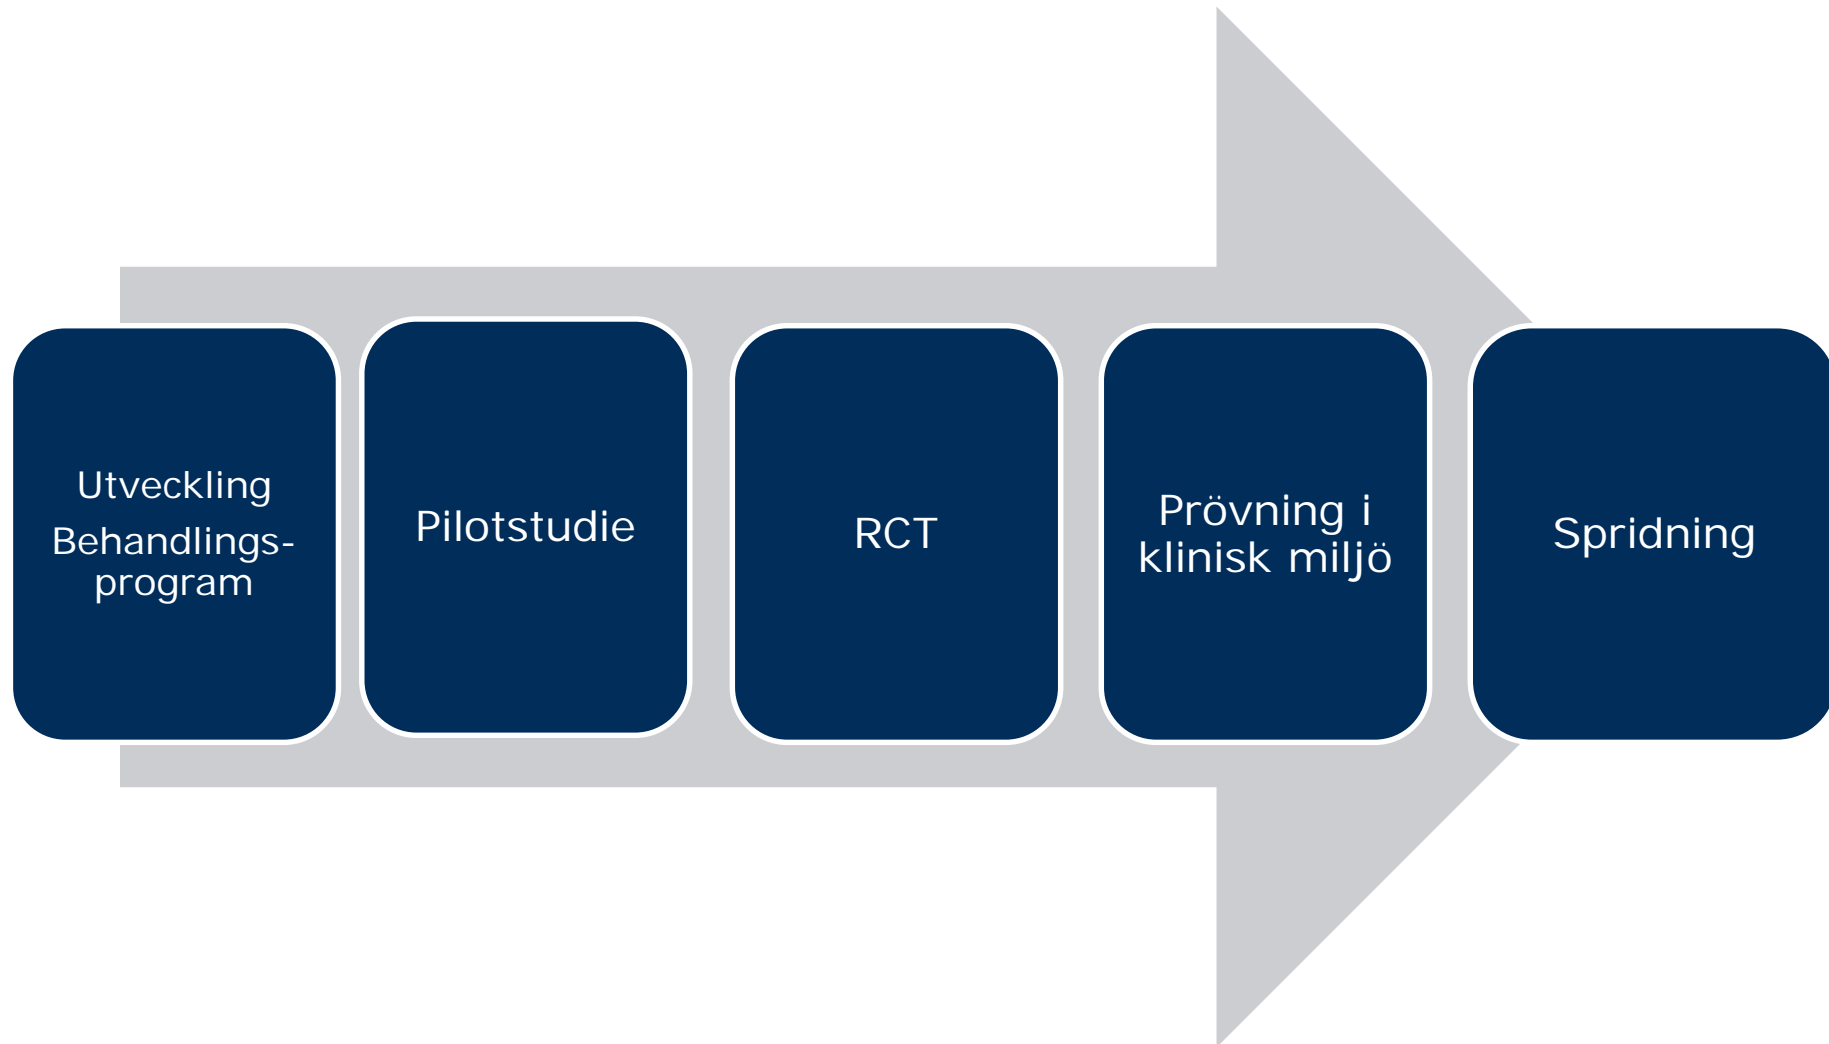 Utveckling
Behandlings-
program
Pilotstudie
RCT
Prövning i
klinisk miljö
Spridning